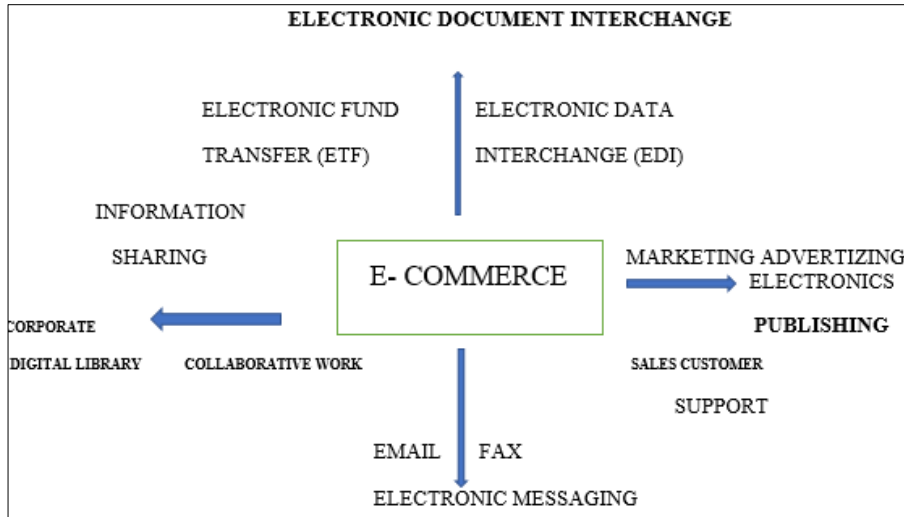 ELECTRONIC DOCUMENT INTERCHANGE
ELECTRONIC FUND
TRANSFER (ETF)
ELECTRONIC DATA
INTERCHANGE (EDI)
INFORMATION
SHARING
E- COMMERCE
MARKETING ADVERTIZING
ELECTRONICS
PUBLISHING
CORPORATE
DIGITAL LIBRARY
COLLABORATIVE WORK
SALES CUSTOMER
SUPPORT
EMAIL
FAX
ELECTRONIC MESSAGING